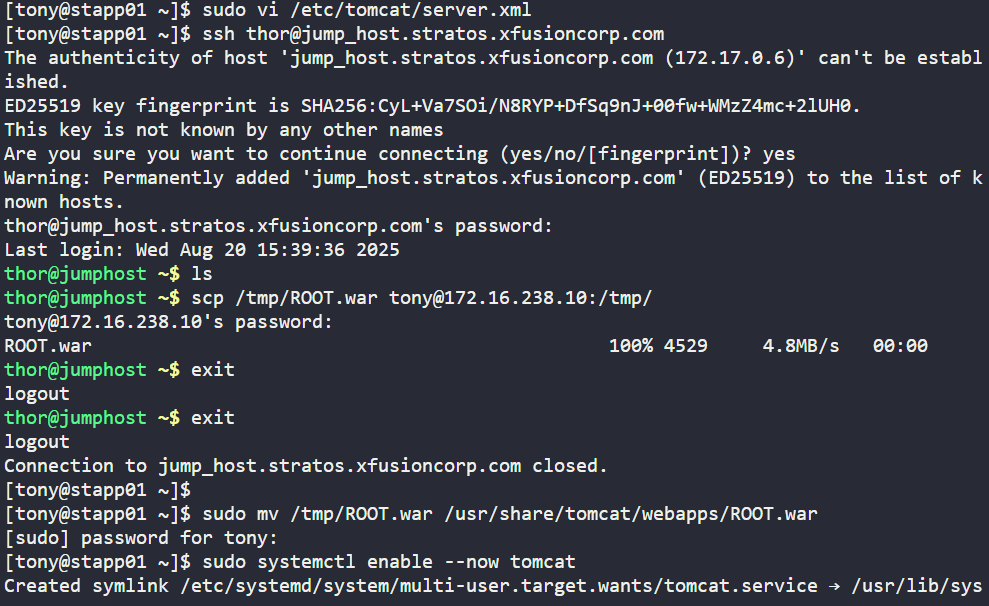 [tony@stapp01 ~]$ sudo vi /etc/tomcat/server.xml
[tony@stapp01 ~]$ ssh thor@jump_host.stratos.xfusioncorp.com
The authenticity of host 'jump_host.stratos.xfusioncorp.com (172.17.0.6)' can't be establ
ished.
ED25519 key fingerprint is SHA256:CyL+Va7SOi/N8RYP+DfSq9nJ+00fw+WMzZ4mc+2lUH0.
This key is not known by any other names
Are you sure you want to continue connecting (yes/no/[fingerprint])? yes
Warning: Permanently added 'jump_host.stratos.xfusioncorp.com' (ED25519) to the list of k
nown hosts.
thor@jump_host.stratos.xfusioncorp.com's password:
Last login: Wed Aug 20 15:39:36 2025
thor@jumphost ~$ ls
thor@jumphost ~$ scp /tmp/ROOT.war tony@172.16.238.10:/tmp/
tony@172.16.238.10's password:
ROOT.war 100% 4529 4.8MB/s 00:00
thor@jumphost ~$ exit
logout
thor@jumphost ~$ exit
logout
Connection to jump_host.stratos.xfusioncorp.com closed.
[tony@stapp01 ~]$
[tony@stapp01 ~]$ sudo mv /tmp/ROOT.war /usr/share/tomcat/webapps/ROOT.war
[sudo] password for tony:
[tony@stapp01 ~]$ sudo systemctl enable --now tomcat
Created symlink /etc/systemd/system/multi-user.target.wants/tomcat.service → /usr/lib/sys